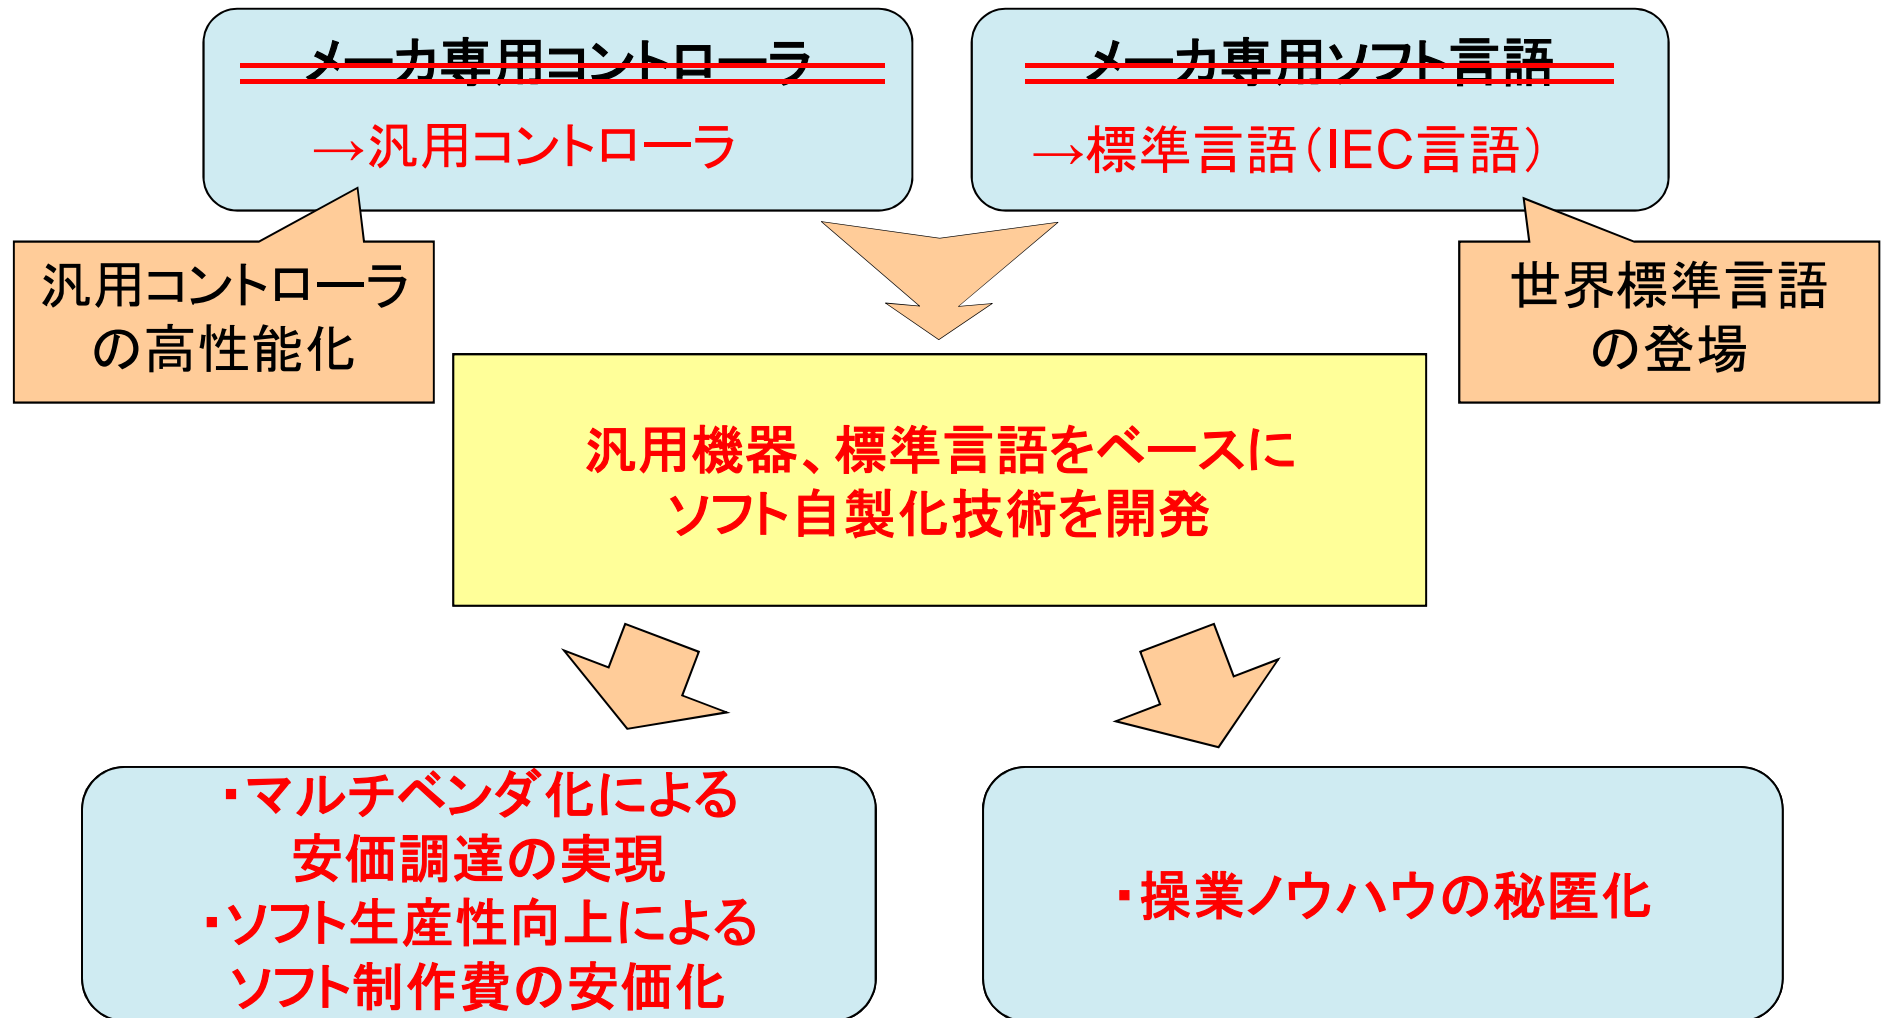 メーカ専用コントローラ
→汎用コントローラ
メーカ専用ソフト言語
→標準言語(IEC言語)
汎用コントローラ
の高性能化
世界標準言語
の登場
汎用機器、標準言語をベースに
ソフト自製化技術を開発
・マルチベンダ化による
安価調達の実現
・ソフト生産性向上による
ソフト制作費の安価化
・操業ノウハウの秘匿化